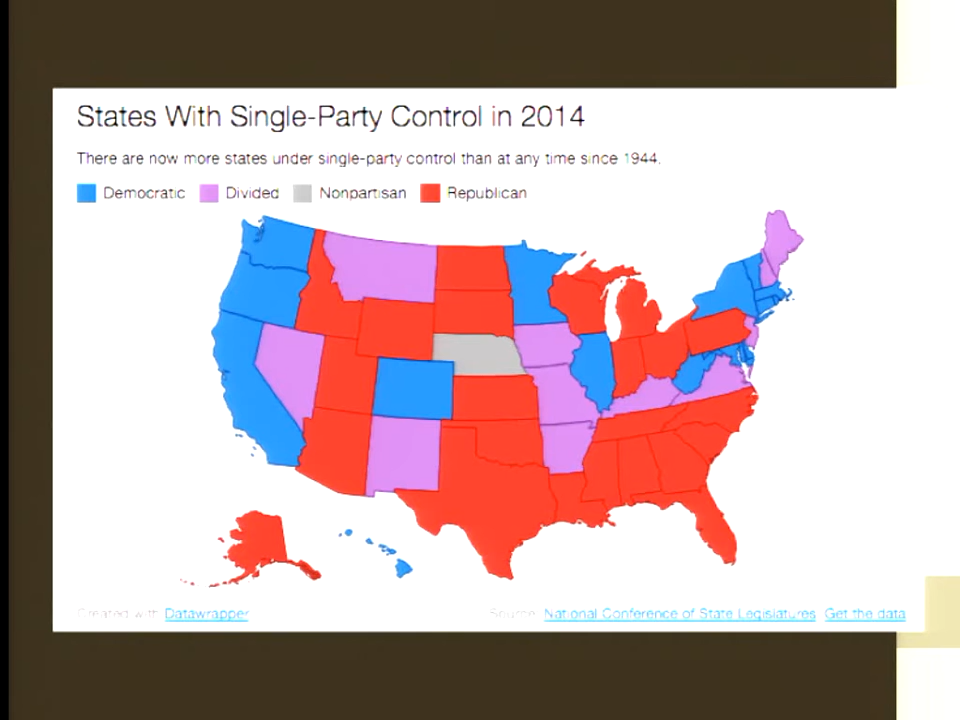 States With Single-Party Control in 2014
There are now more states under single-party control than at any time since 1944.
Democratic Divided Nonpartisan Republican
Created with Datawrapper
Source: National Conference of State Legislatures Get the data